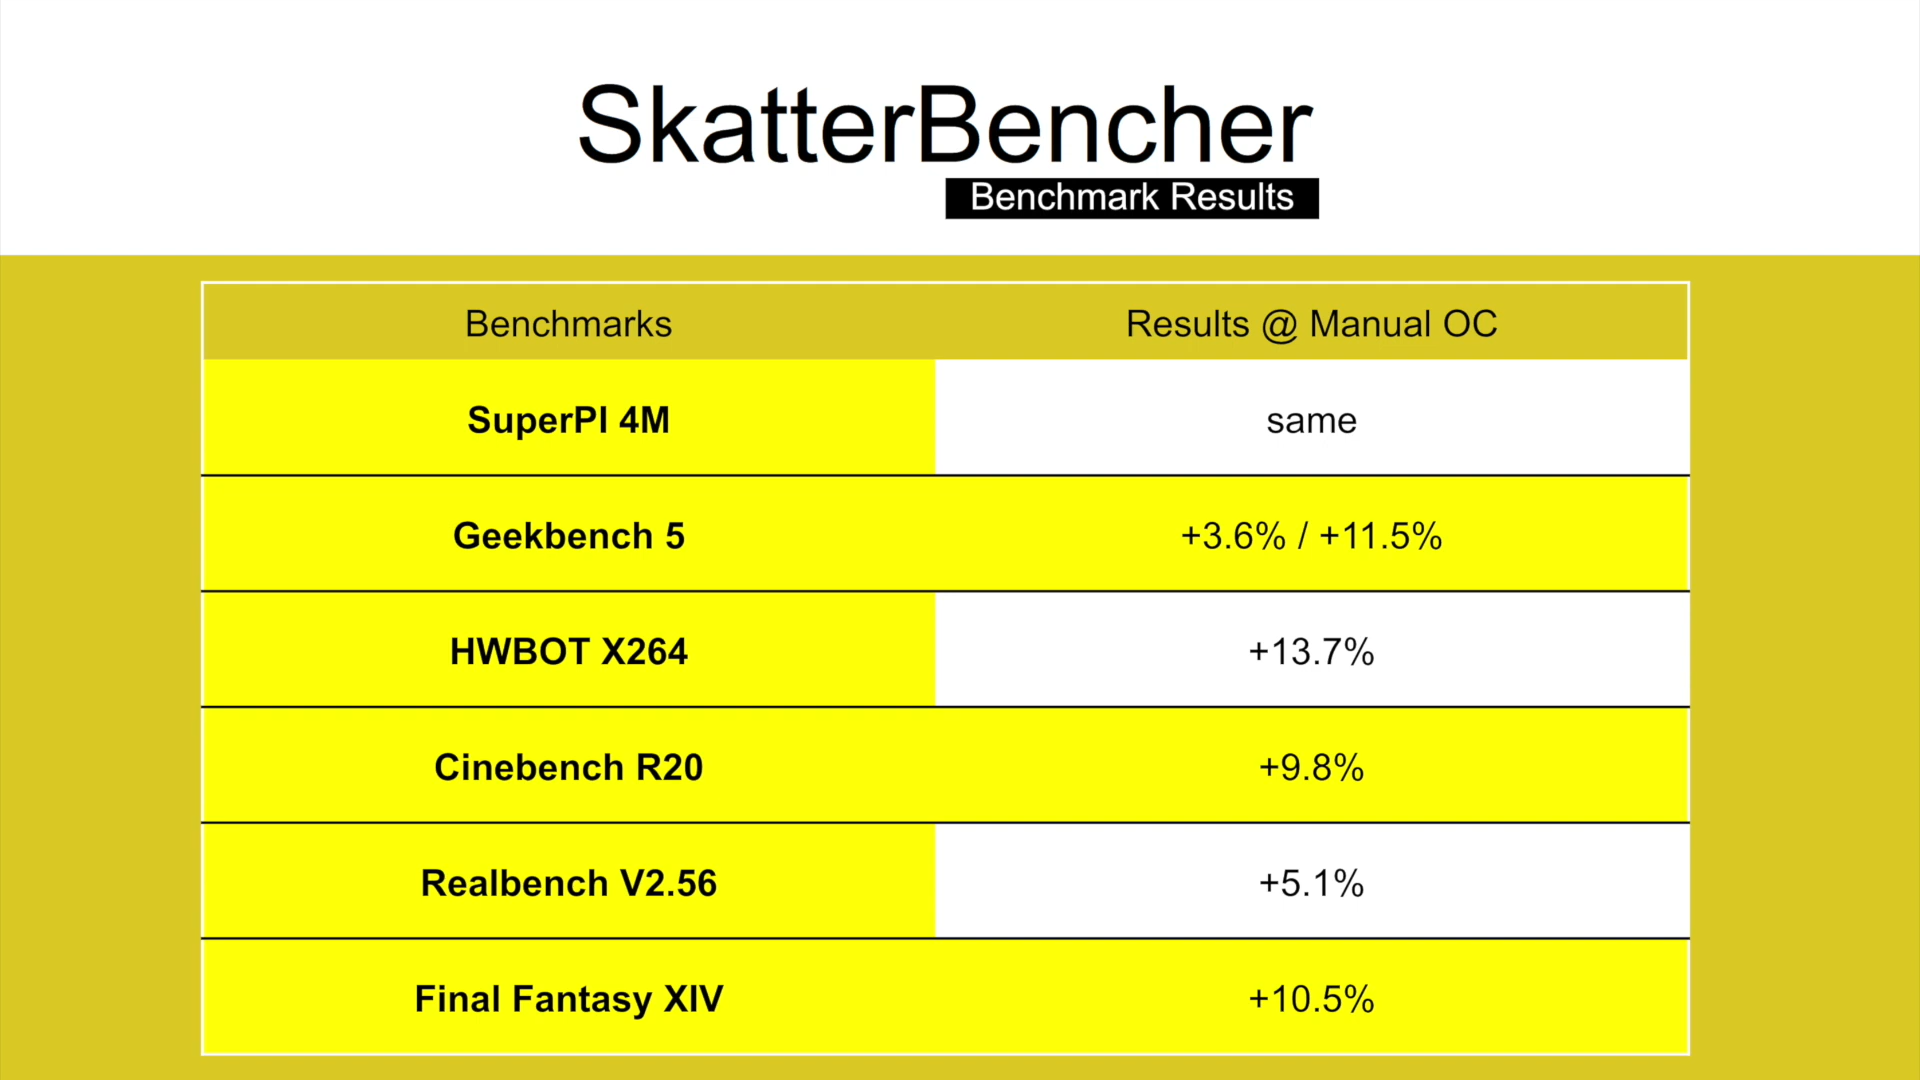 SkatterBencher
Benchmark Results
Benchmarks Results @ Manual OC
SuperPI 4M same
Geekbench 5 +3.6% / +11.5%
HWBOT X264 +13.7%
Cinebench R20 +9.8%
Realbench V2.56 +5.1%
Final Fantasy XIV +10.5%